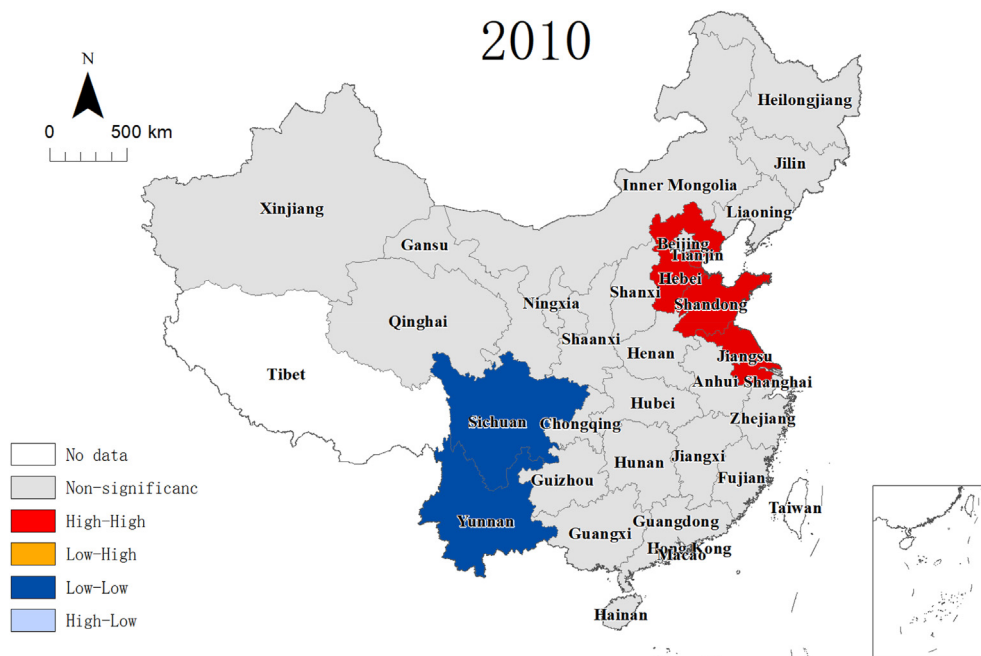 2010
N
0 500 km
Heilongjiang
Jilin
Inner Mongolia
Liaoning
Xinjiang
Gansu
Beijing
Tianjin
Hebei
Ningxia
Shanxi
Shandong
Qinghai
Shaanxi
Henan
Jiangsu
Tibet
Anhui
Shanghai
Hubei
Zhejiang
Sichuan
Chongqing
Hunan
Jiangxi
Guizhou
Fujian
Yunnan
Guangxi
Guangdong
Taiwan
Hong Kong
Macao
Hainan
No data
Non-significanc
High-High
Low-High
Low-Low
High-Low